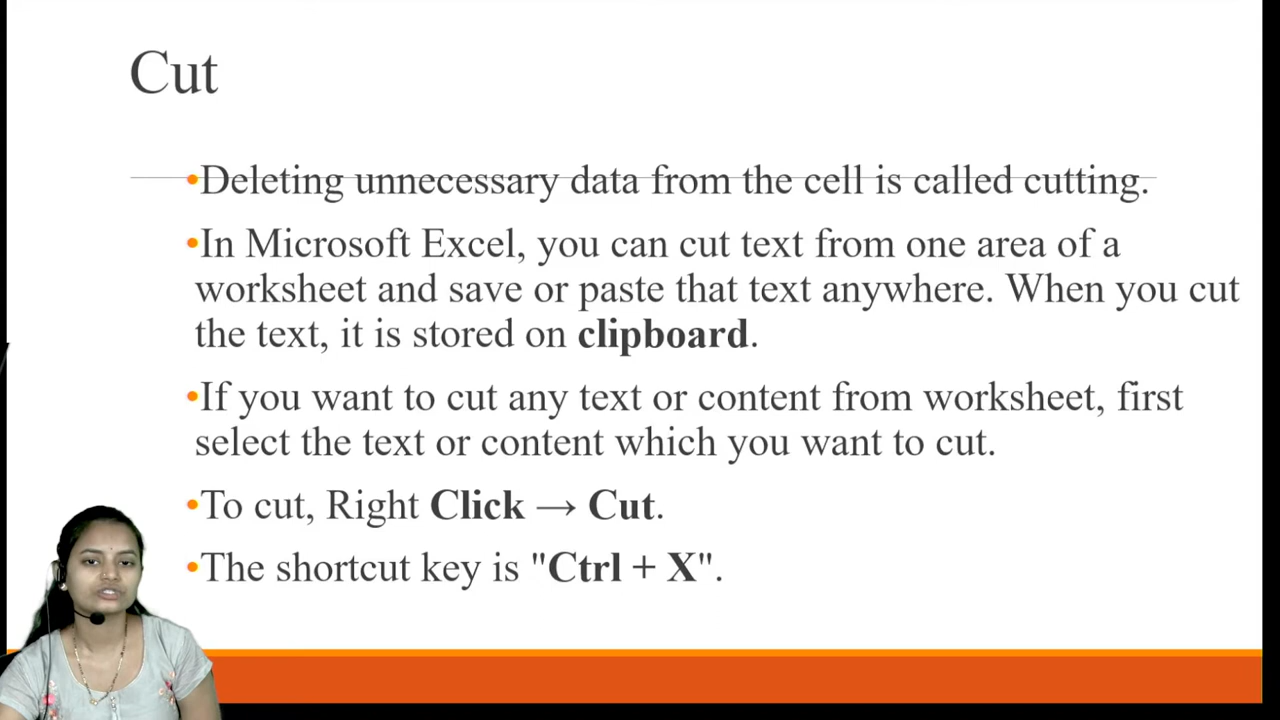 Cut
•Deleting unnecessary data from the cell is called cutting.
•In Microsoft Excel, you can cut text from one area of a
worksheet and save or paste that text anywhere. When you cut
the text, it is stored on clipboard.
•If you want to cut any text or content from worksheet, first
select the text or content which you want to cut.
•To cut, Right Click → Cut.
•The shortcut key is "Ctrl + X".